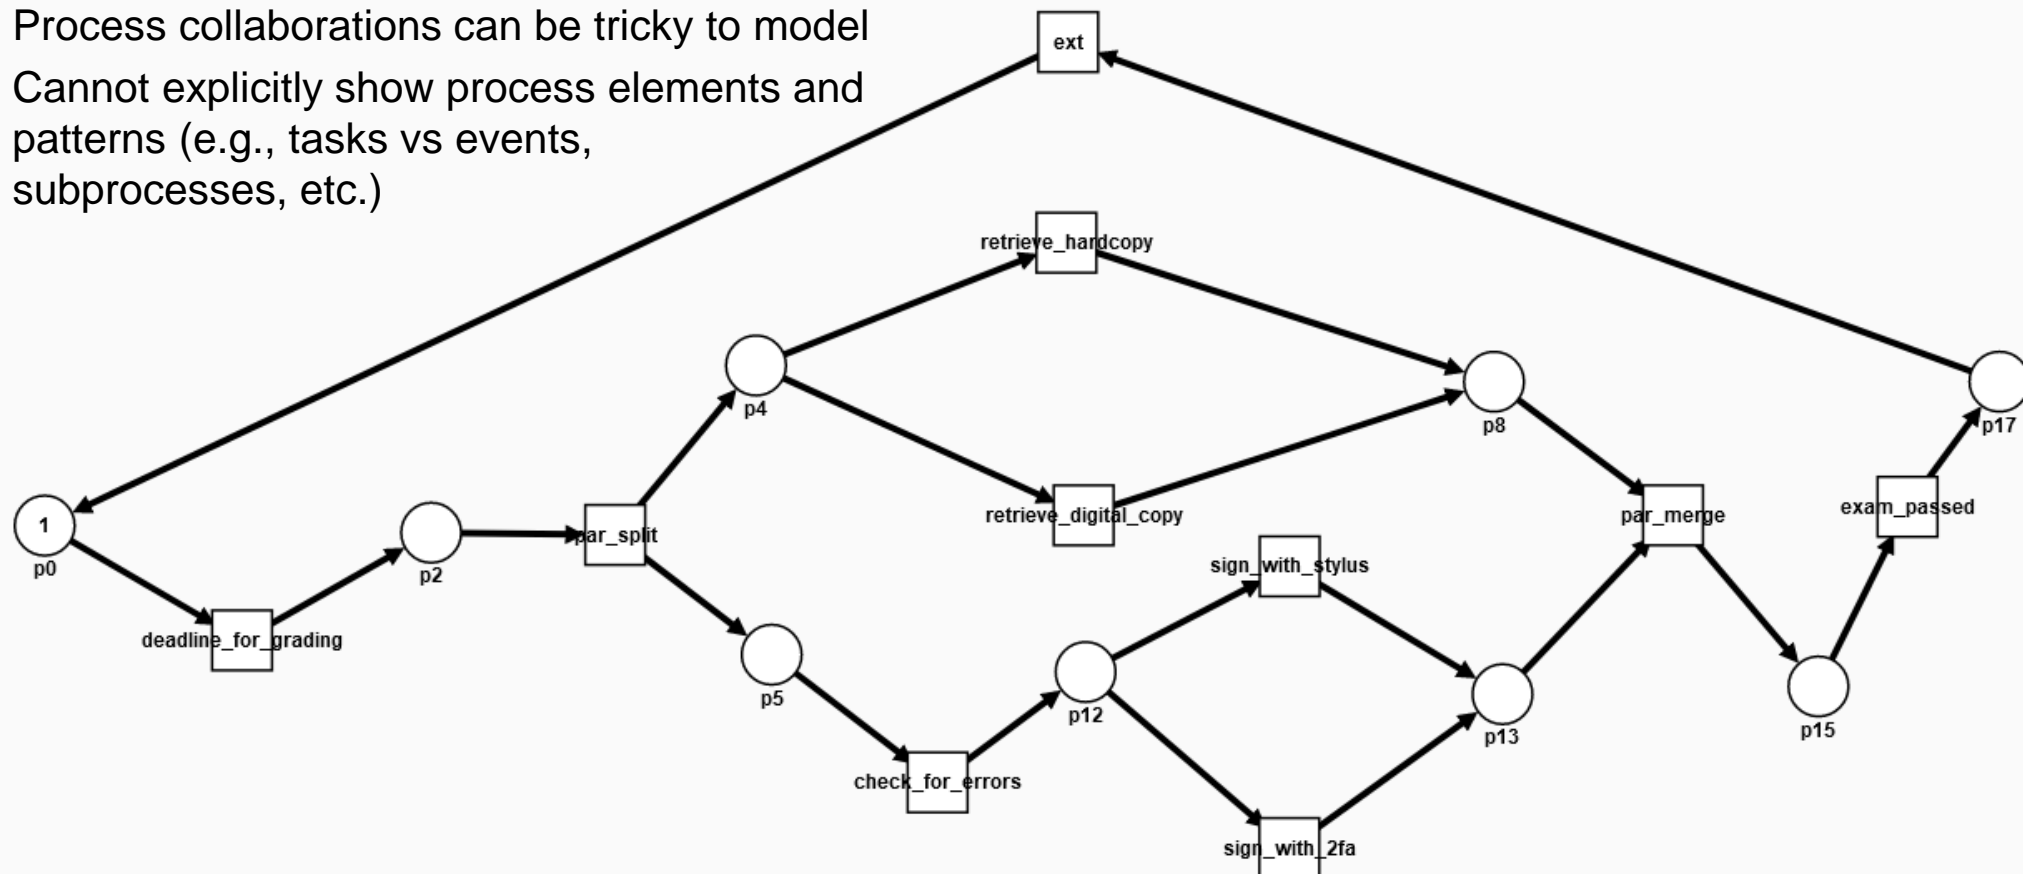 Process collaborations can be tricky to model
Cannot explicitly show process elements and
patterns (e.g., tasks vs events,
subprocesses, etc.)
ext
retrieve_hardcopy
p4
p8
p17
1
p0
p2
par_split
retrieve_digital_copy
par_merge
exam_passed
deadline_for_grading
sign_with_stylus
p5
p12
p13
p15
check_for_errors
sign_with_2fa